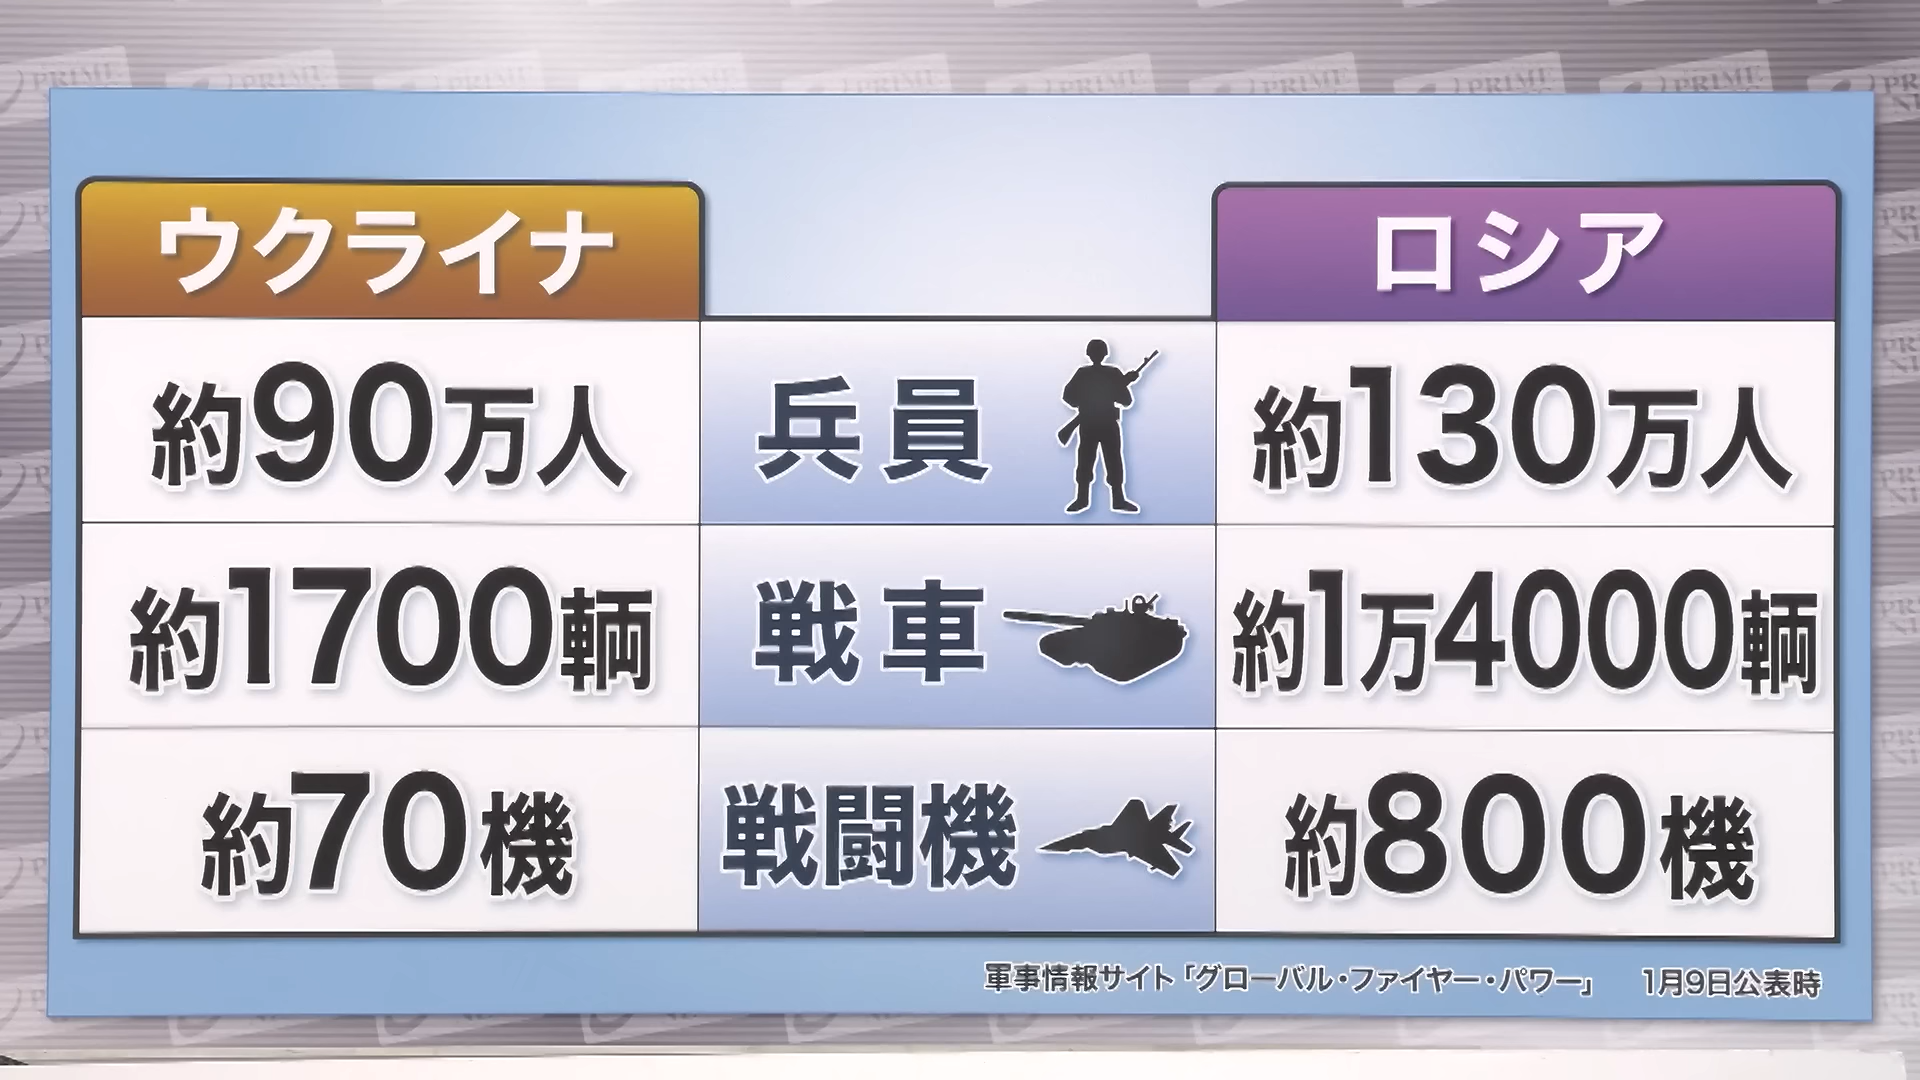 ウクライナ
ロシア
約90万人
兵員
約130万人
約1700輌
戦車
約1万4000輌
約70機
戦闘機
約800機
軍事情報サイト「グローバル・ファイヤー・パワー」 1月9日公表時
PRIME